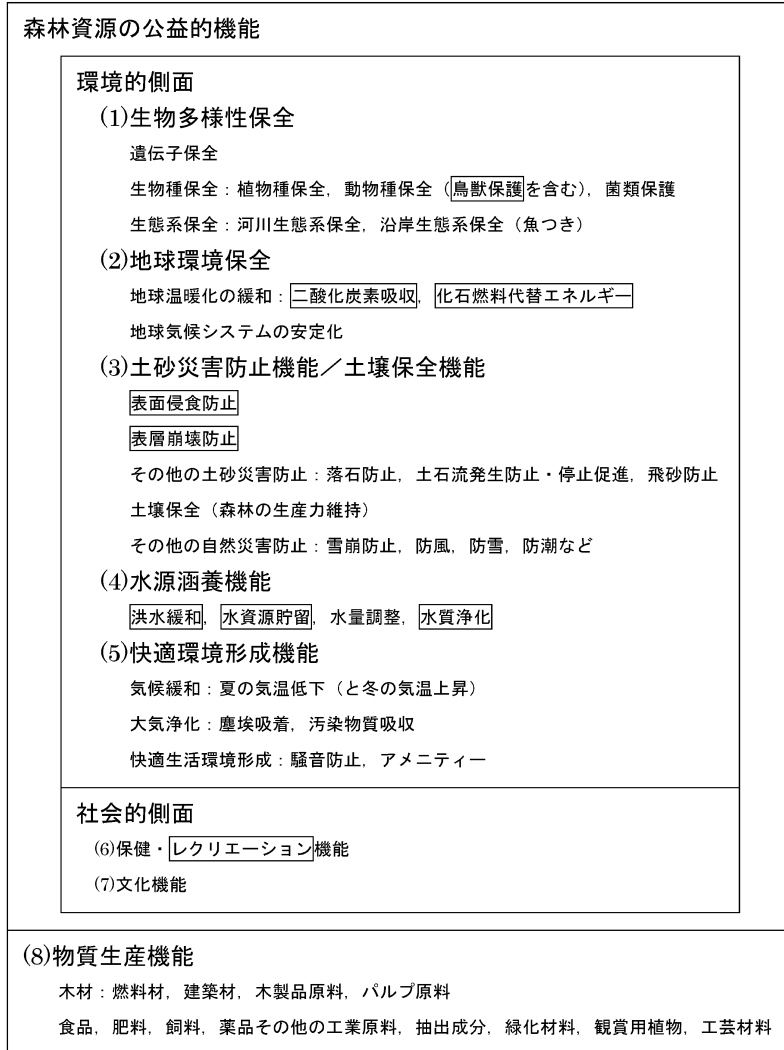 森林資源の公益的機能
環境的側面
(1)生物多様性保全
遺伝子保全
生物種保全：植物種保全，動物種保全（鳥獣保護を含む），菌類保護
生態系保全：河川生態系保全，沿岸生態系保全（魚つき）
(2)地球環境保全
地球温暖化の緩和：二酸化炭素吸収，化石燃料代替エネルギー
地球気候システムの安定化
(3)土砂災害防止機能／土壌保全機能
表面侵食防止
表層崩壊防止
その他の土砂災害防止：落石防止，土石流発生防止・停止促進，飛砂防止
土壌保全（森林の生産力維持）
その他の自然災害防止：雪崩防止，防風，防雪，防潮など
(4)水源涵養機能
洪水緩和，水資源貯留，水量調整，水質浄化
(5)快適環境形成機能
気候緩和：夏の気温低下（と冬の気温上昇）
大気浄化：塵埃吸着，汚染物質吸収
快適生活環境形成：騒音防止，アメニティー
社会的側面
(6)保健・レクリエーション機能
(7)文化機能
(8)物質生産機能
木材：燃料材，建築材，木製品原料，パルプ原料
食品，肥料，飼料，薬品その他の工業原料，抽出成分，緑化材料，観賞用植物，工芸材料